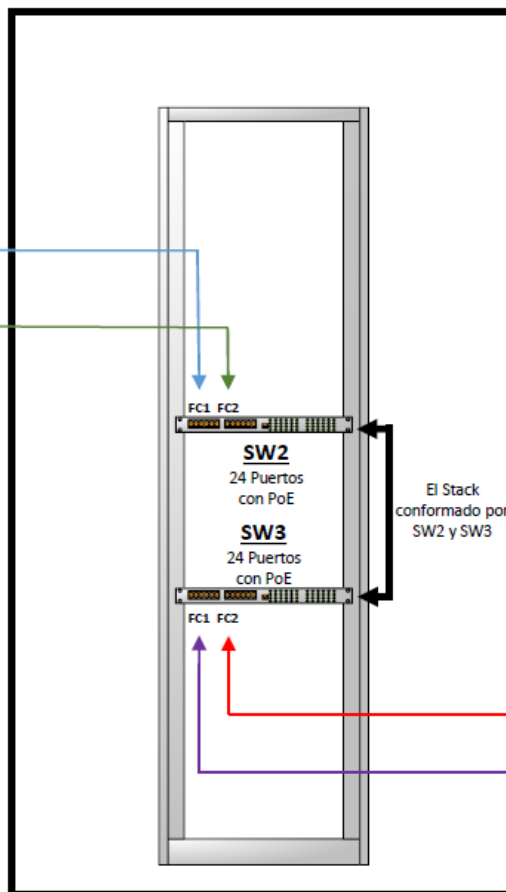 FC1 FC2
SW2
24 Puertos
con PoE
SW3
24 Puertos
con PoE
FC1 FC2
El Stack
conformado por
SW2 y SW3